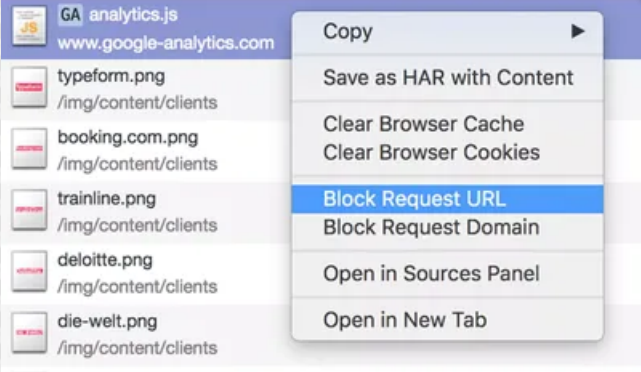 GA analytics.js
www.google-analytics.com
typeform.png
/img/content/clients
booking.com.png
/img/content/clients
trainline.png
/img/content/clients
deloitte.png
/img/content/clients
die-welt.png
/img/content/clients
Copy
Save as HAR with Content
Clear Browser Cache
Clear Browser Cookies
Block Request URL
Block Request Domain
Open in Sources Panel
Open in New Tab